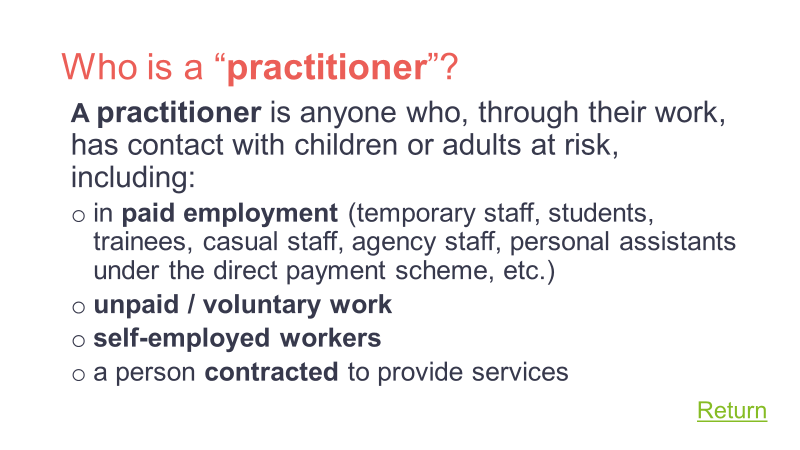 Who is a “practitioner”?
A practitioner is anyone who, through their work,
has contact with children or adults at risk,
including:
o in paid employment (temporary staff, students,
trainees, casual staff, agency staff, personal assistants
under the direct payment scheme, etc.)
o unpaid / voluntary work
o self-employed workers
o a person contracted to provide services
Return